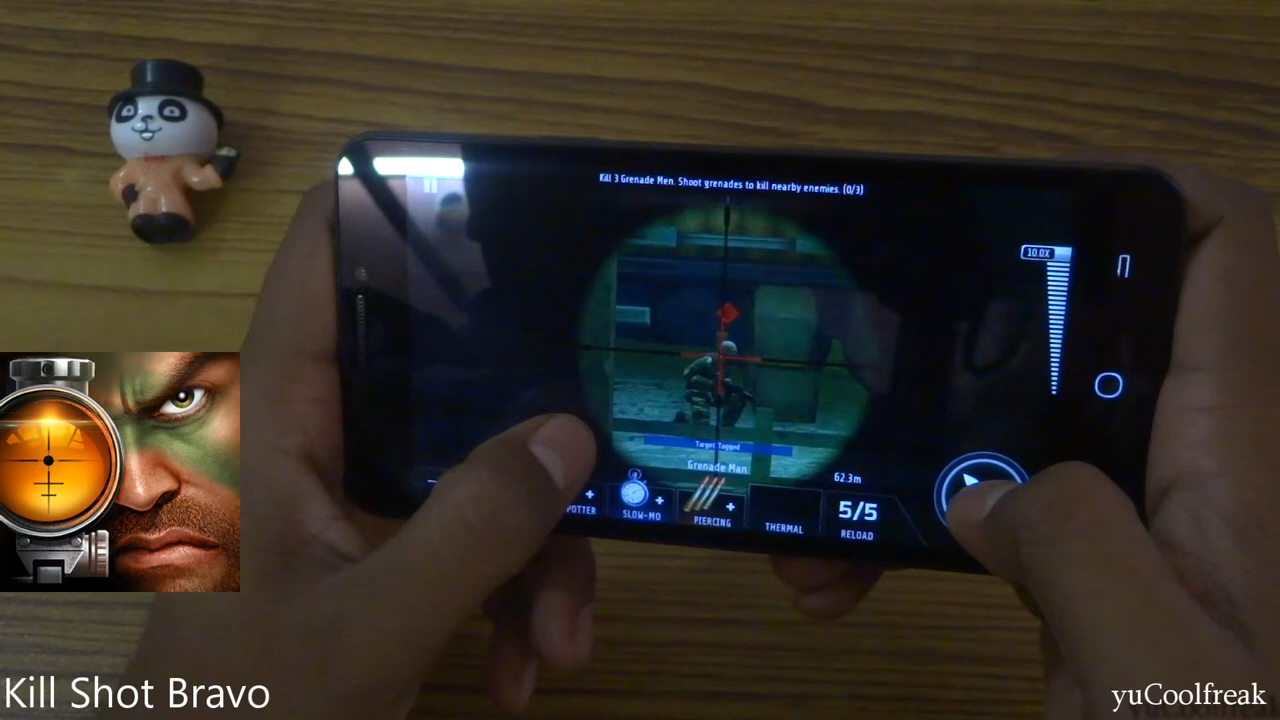 Kill 3 Grenade Men. Shoot grenades to kill nearby enemies. (0/3)
10.0X
Target Tagged
Grenade Man
62.3m
SLOW-MO
PIERCING
THERMAL
5/5
RELOAD
Kill Shot Bravo
yuCoolfreak